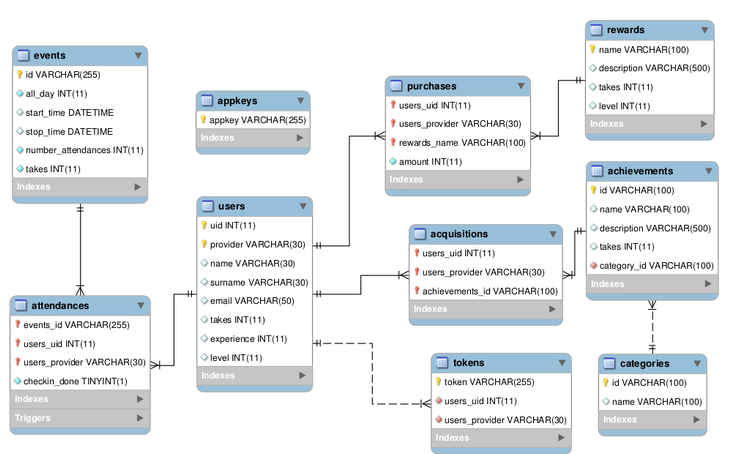 events
id VARCHAR(255)
all_day INT(11)
start_time DATETIME
stop_time DATETIME
number_attendances INT(11)
takes INT(11)
Indexes
appkeys
appkey VARCHAR(255)
Indexes
purchases
users_uid INT(11)
users_provider VARCHAR(30)
rewards_name VARCHAR(100)
amount INT(11)
Indexes
rewards
name VARCHAR(100)
description VARCHAR(500)
takes INT(11)
level INT(11)
Indexes
users
uid INT(11)
provider VARCHAR(30)
name VARCHAR(30)
surname VARCHAR(30)
email VARCHAR(50)
takes INT(11)
experience INT(11)
level INT(11)
Indexes
acquisitions
users_uid INT(11)
users_provider VARCHAR(30)
achievements_id VARCHAR(100)
Indexes
achievements
id VARCHAR(100)
name VARCHAR(100)
description VARCHAR(500)
takes INT(11)
category_id VARCHAR(100)
Indexes
attendances
events_id VARCHAR(255)
users_uid INT(11)
users_provider VARCHAR(30)
checkin_done TINYINT(1)
Indexes
Triggers
tokens
token VARCHAR(255)
users_uid INT(11)
users_provider VARCHAR(30)
Indexes
categories
id VARCHAR(100)
name VARCHAR(100)
Indexes